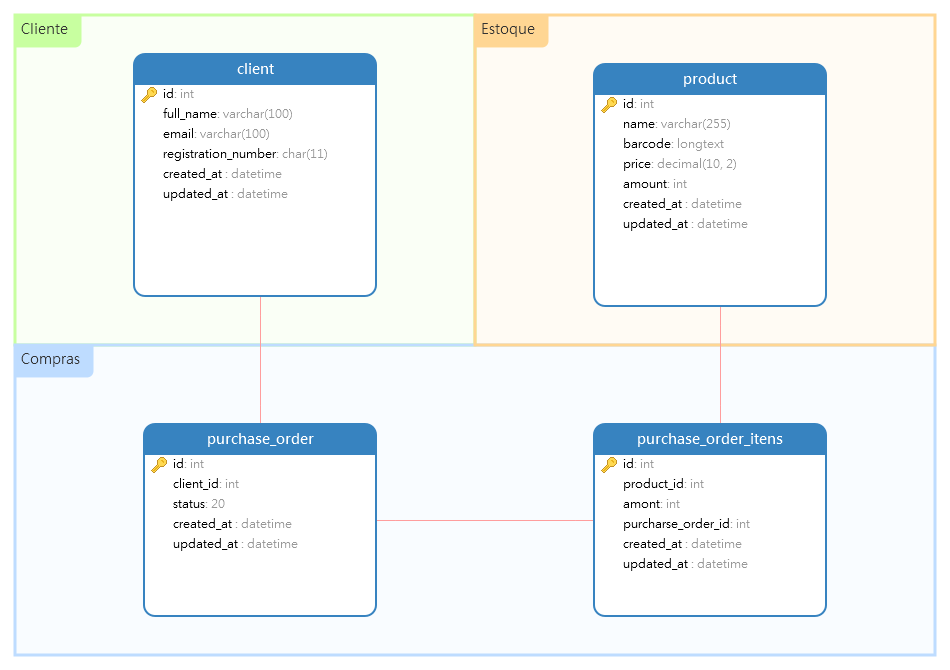 Cliente
client
id: int
full_name: varchar(100)
email: varchar(100)
registration_number: char(11)
created_at : datetime
updated_at : datetime
Estoque
product
id: int
name: varchar(255)
barcode: longtext
price: decimal(10, 2)
amount: int
created_at : datetime
updated_at : datetime
Compras
purchase_order
id: int
client_id: int
status: 20
created_at : datetime
updated_at : datetime
purchase_order_itens
id: int
product_id: int
amont: int
purcharse_order_id: int
created_at : datetime
updated_at : datetime